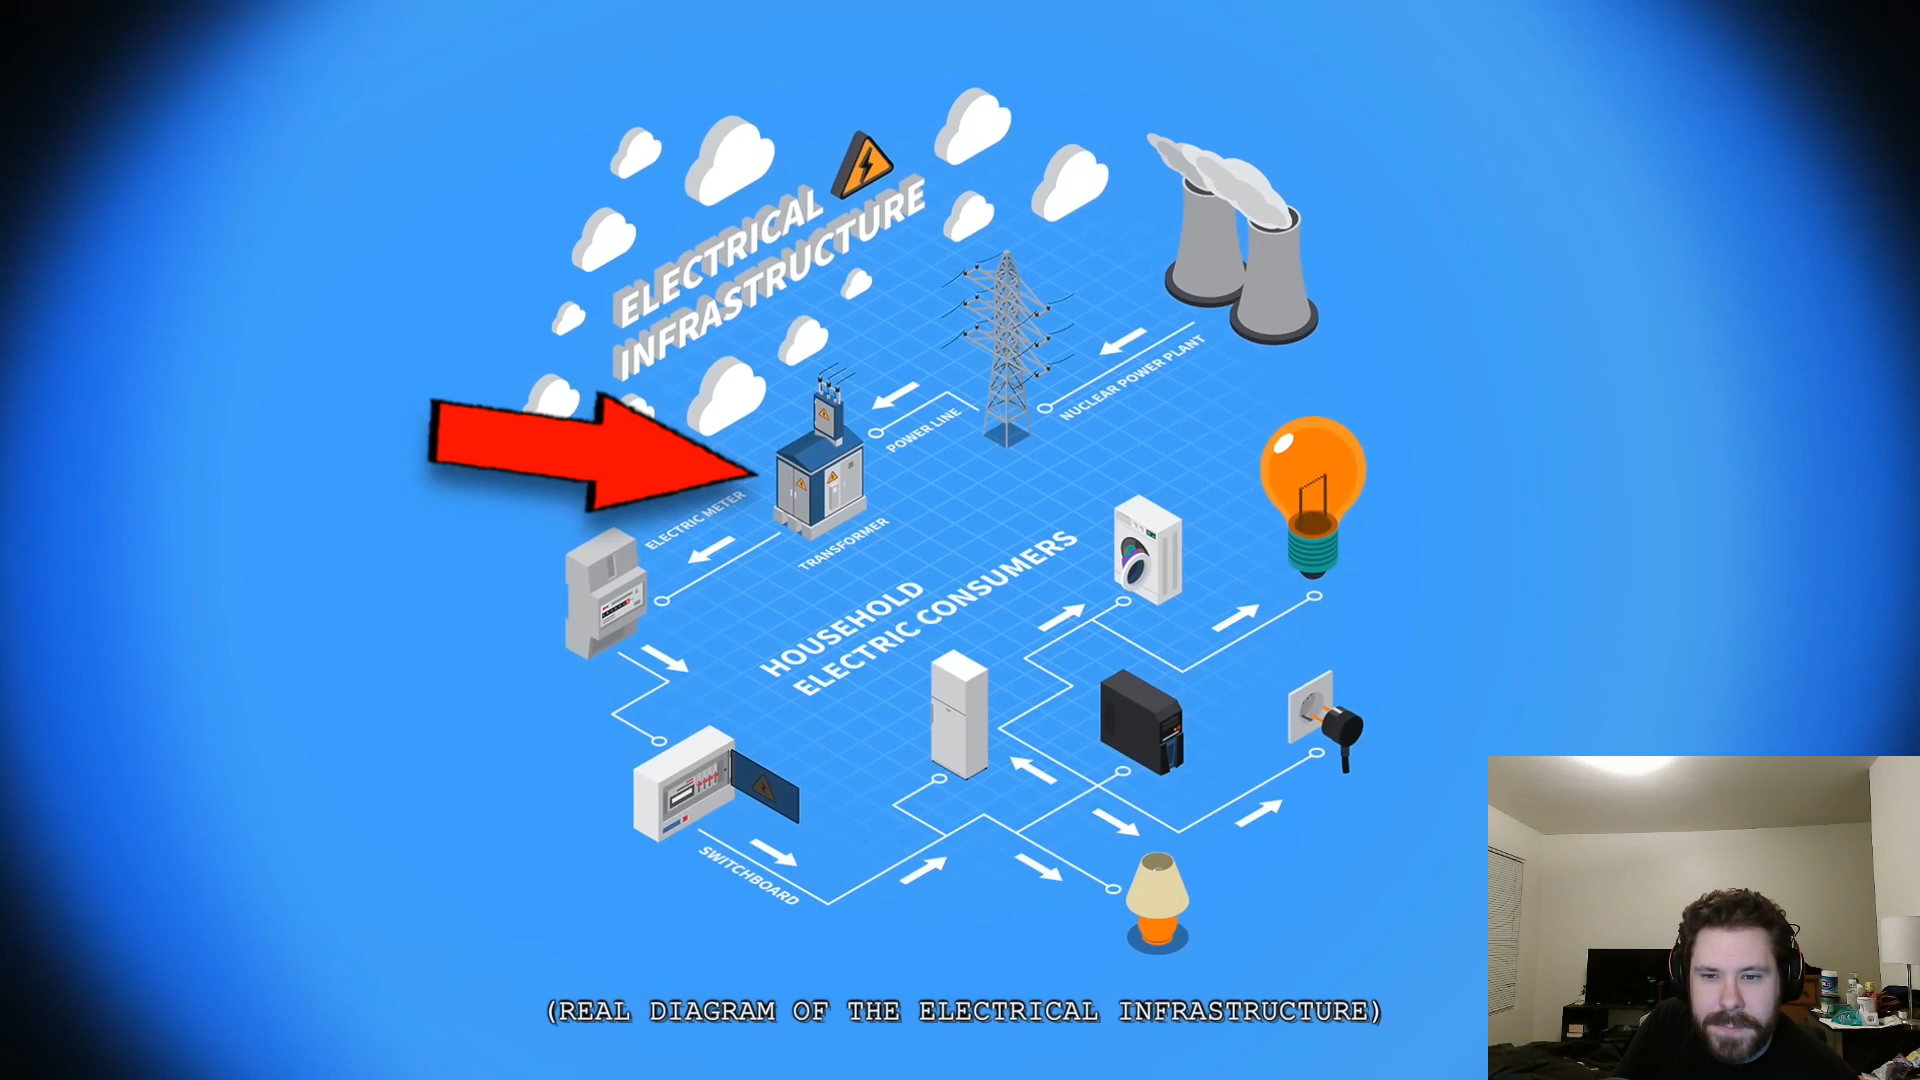 ELECTRICAL
INFRASTRUCTURE
NUCLEAR POWER PLANT
POWER LINE
ELECTRIC METER
TRANSFORMER
HOUSEHOLD
ELECTRIC CONSUMERS
SWITCHBOARD
(REAL DIAGRAM OF THE ELECTRICAL INFRASTRUCTURE)